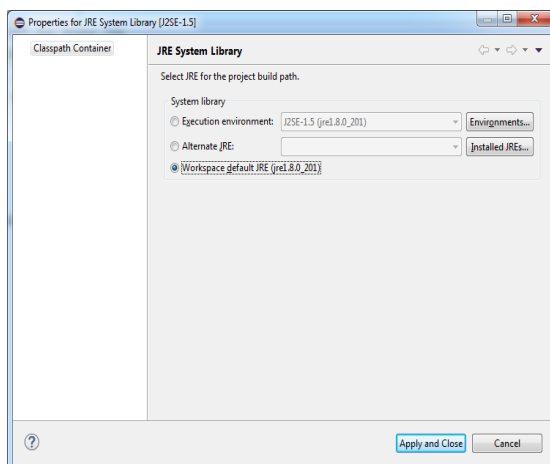 Properties for JRE System Library [J2SE-1.5]
Classpath Container
JRE System Library
Select JRE for the project build path.
System library
Execution environment: J2SE-1.5 (jre1.8.0_201) Environments...
Alternate JRE: Installed JREs...
Workspace default JRE (jre1.8.0_201)
? Apply and Close Cancel